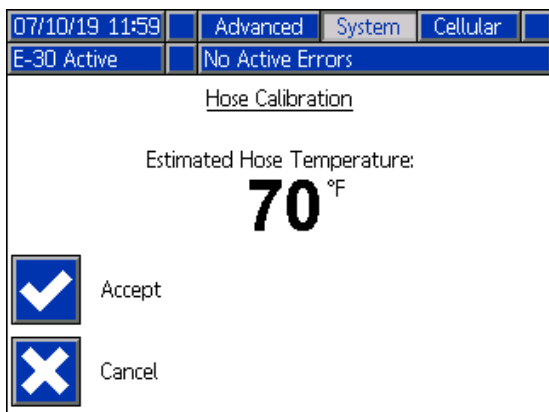 07/10/19 11:59 Advanced System Cellular
E-30 Active No Active Errors
Hose Calibration
Estimated Hose Temperature:
70 °F
Accept
Cancel